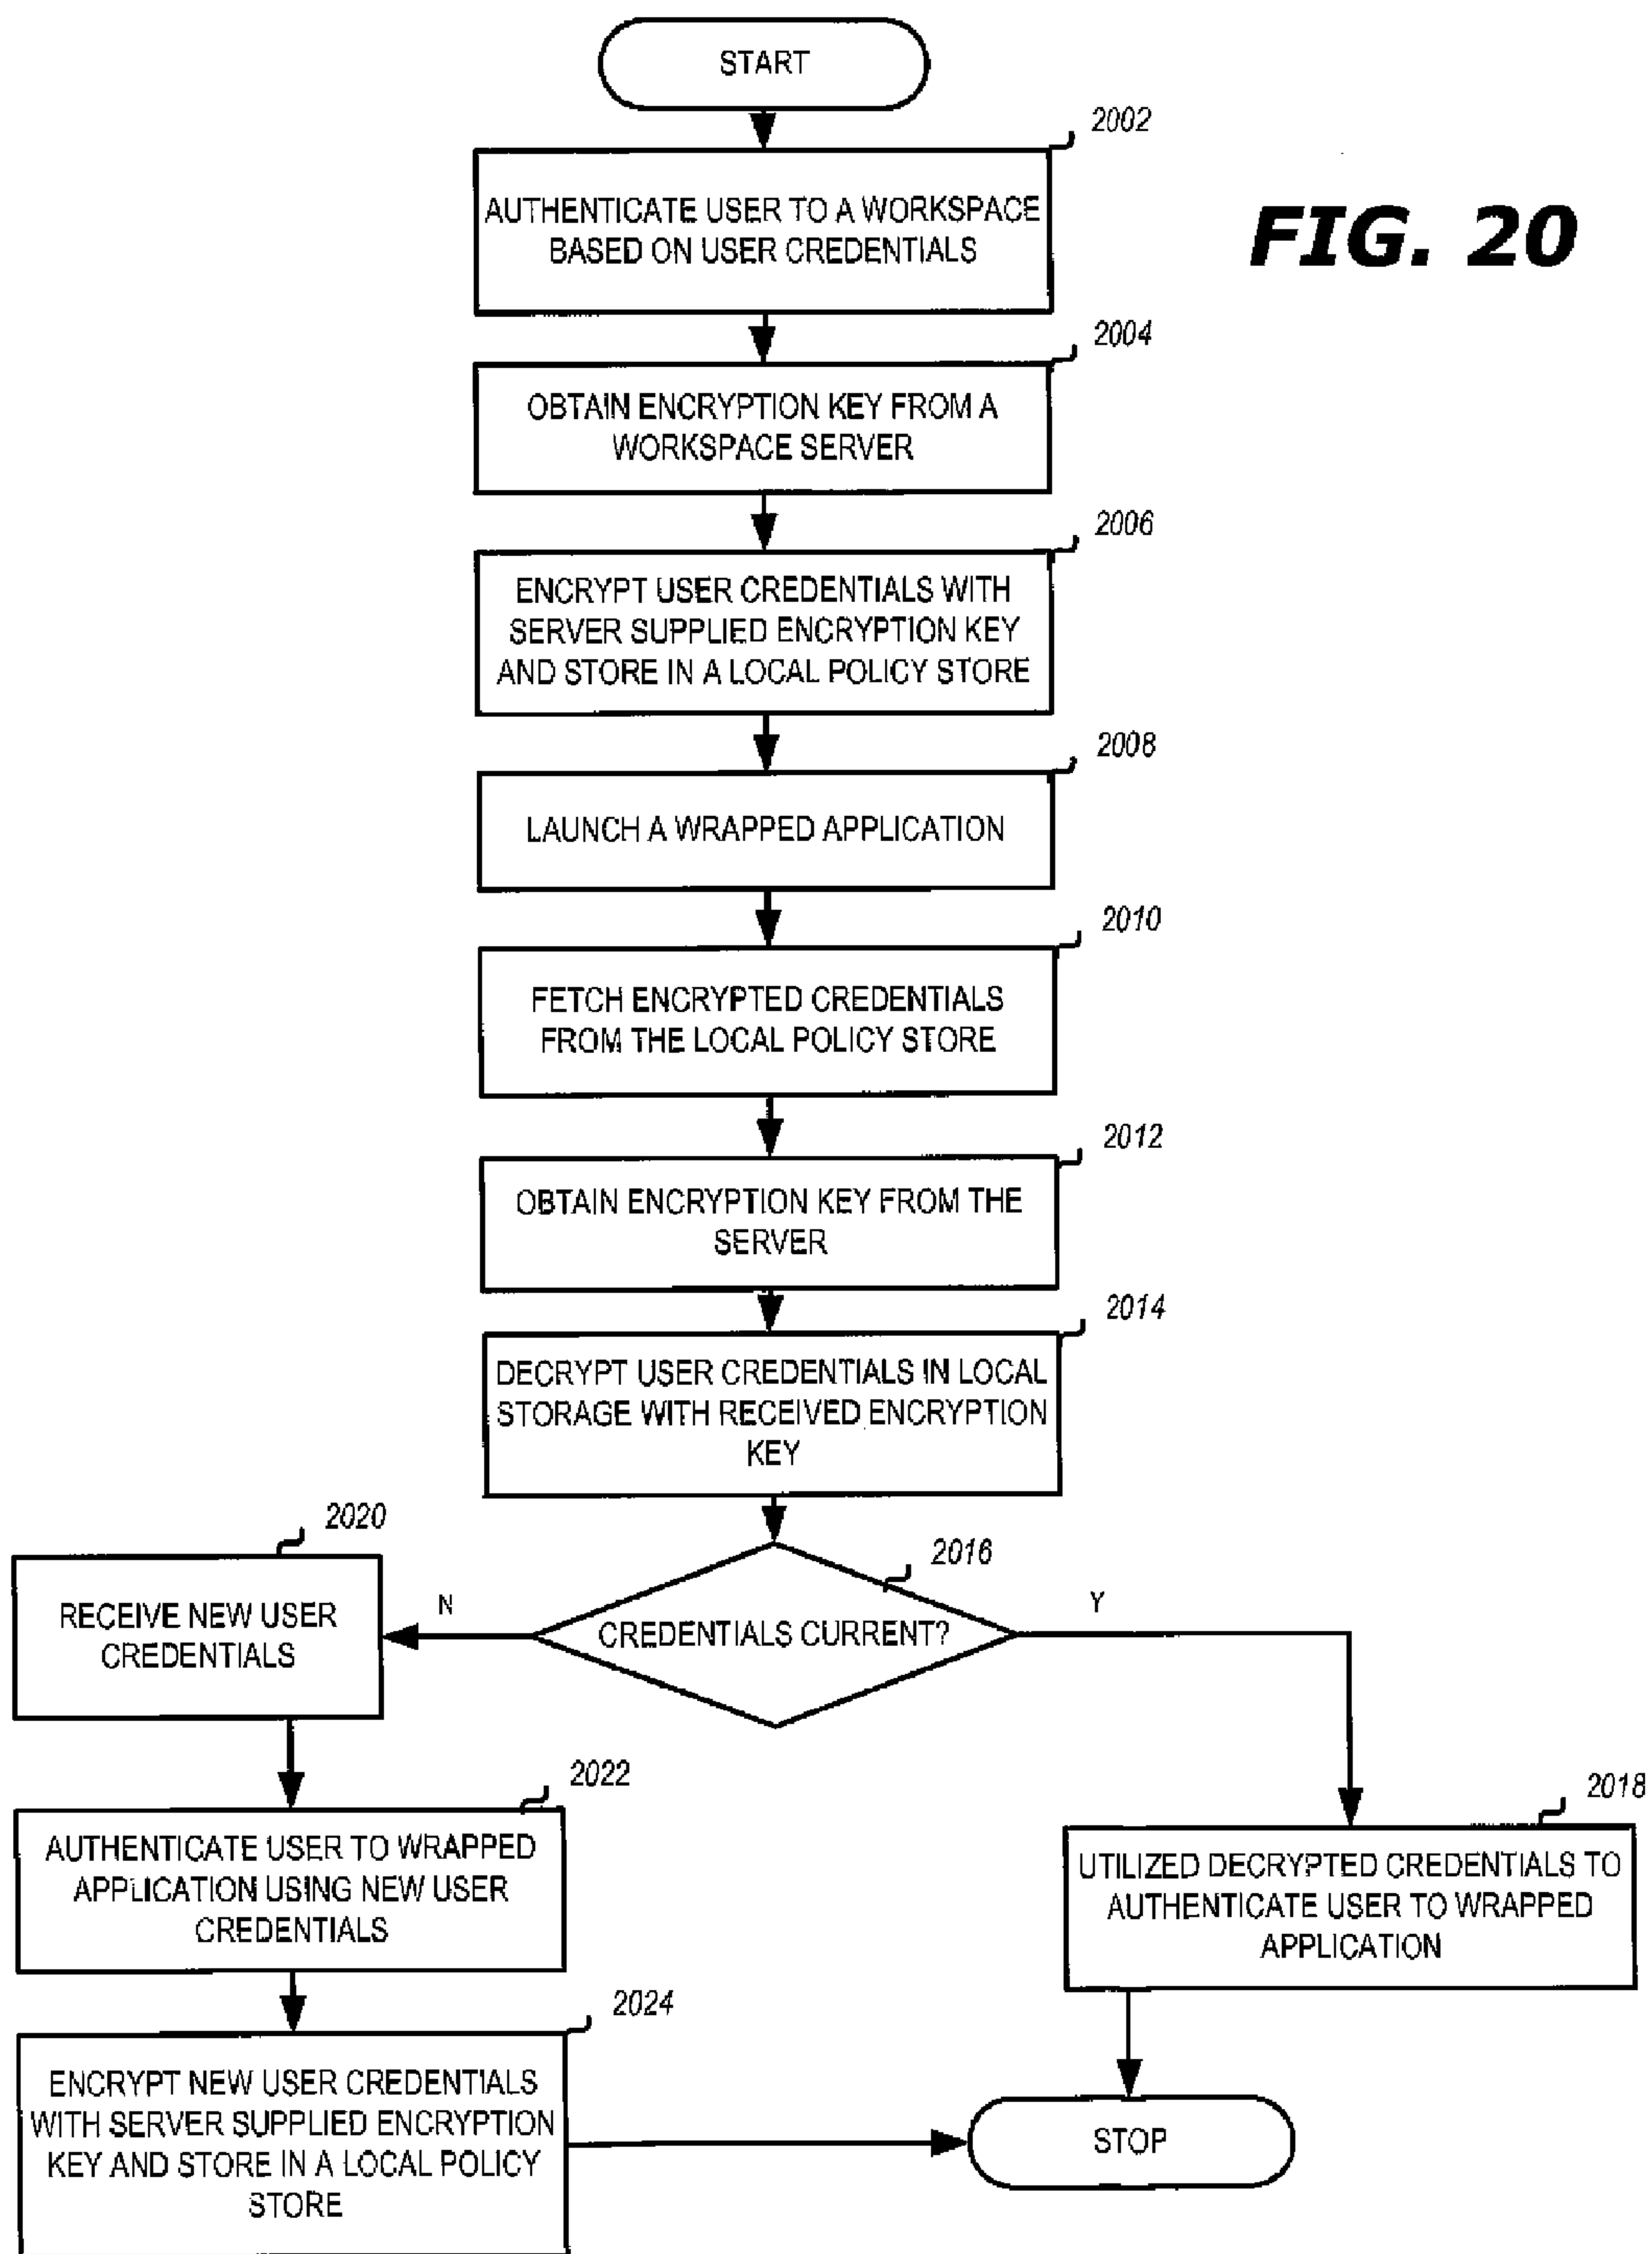 START
2002
FIG. 20
AUTHENTICATE USER TO A WORKSPACE
BASED ON USER CREDENTIALS
2004
OBTAIN ENCRYPTION KEY FROM A
WORKSPACE SERVER
2006
ENCRYPT USER CREDENTIALS WITH
SERVER SUPPLIED ENCRYPTION KEY
AND STORE IN A LOCAL POLICY STORE
2008
LAUNCH A WRAPPED APPLICATION
2010
FETCH ENCRYPTED CREDENTIALS
FROM THE LOCAL POLICY STORE
2012
OBTAIN ENCRYPTION KEY FROM THE
SERVER
2014
DECRYPT USER CREDENTIALS IN LOCAL
STORAGE WITH RECEIVED ENCRYPTION
KEY
2016
CREDENTIALS CURRENT?
N
Y
2020
RECEIVE NEW USER
CREDENTIALS
2022
AUTHENTICATE USER TO WRAPPED
APPLICATION USING NEW USER
CREDENTIALS
2018
UTILIZED DECRYPTED CREDENTIALS TO
AUTHENTICATE USER TO WRAPPED
APPLICATION
2024
ENCRYPT NEW USER CREDENTIALS
WITH SERVER SUPPLIED ENCRYPTION
KEY AND STORE IN A LOCAL POLICY
STORE
STOP